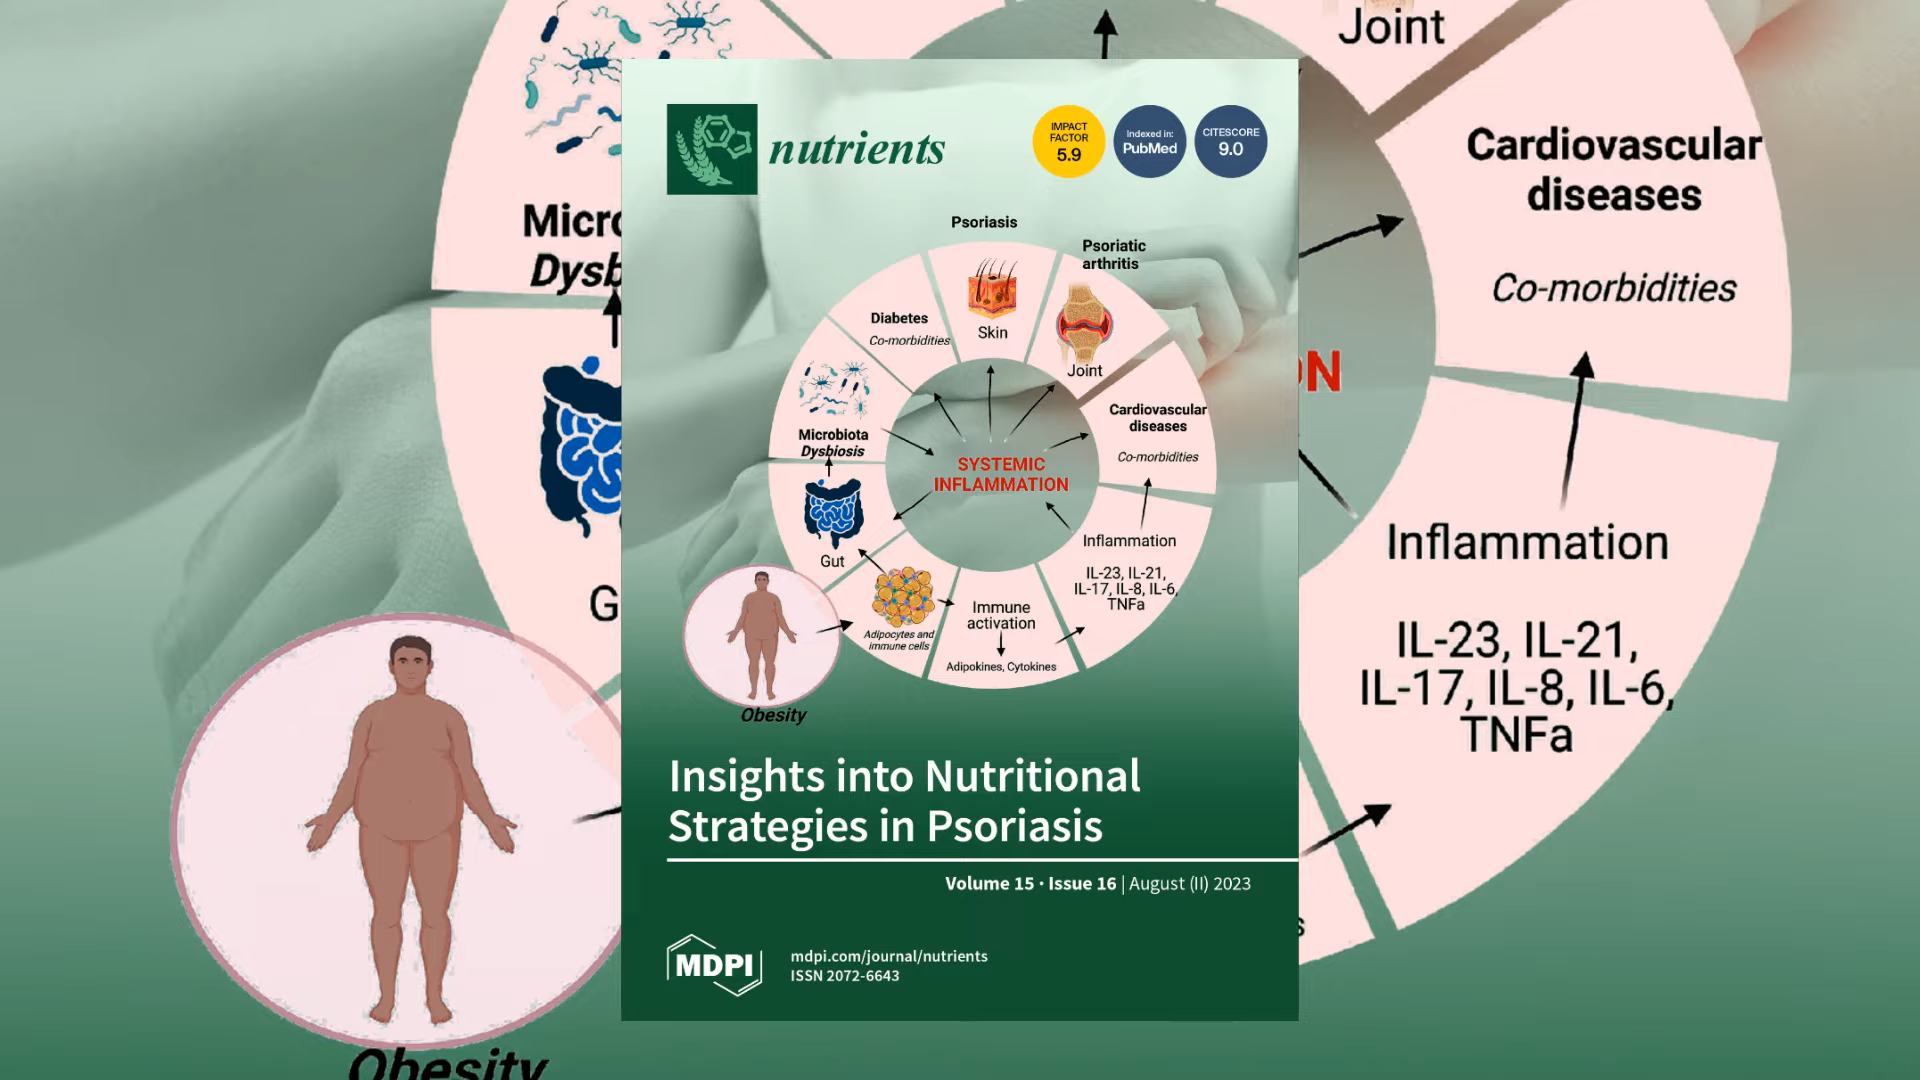 Joint
Cardiovascular
diseases
Co-morbidities
Inflammation
IL-23, IL-21,
IL-17, IL-8, IL-6,
TNFa
Obesity
nutrients
IMPACT
FACTOR
5.9
Indexed in:
PubMed
CITESCORE
9.0
Psoriasis
Psoriatic
arthritis
Skin
Joint
Diabetes
Co-morbidities
Microbiota
Dysbiosis
Cardiovascular
diseases
Co-morbidities
SYSTEMIC
INFLAMMATION
Gut
Inflammation
IL-23, IL-21,
IL-17, IL-8, IL-6,
TNFa
Adipocytes and
immune cells
Immune
activation
Adipokines, Cytokines
Obesity
Insights into Nutritional
Strategies in Psoriasis
Volume 15 · Issue 16 | August (II) 2023
MDPI
mdpi.com/journal/nutrients
ISSN 2072-6643